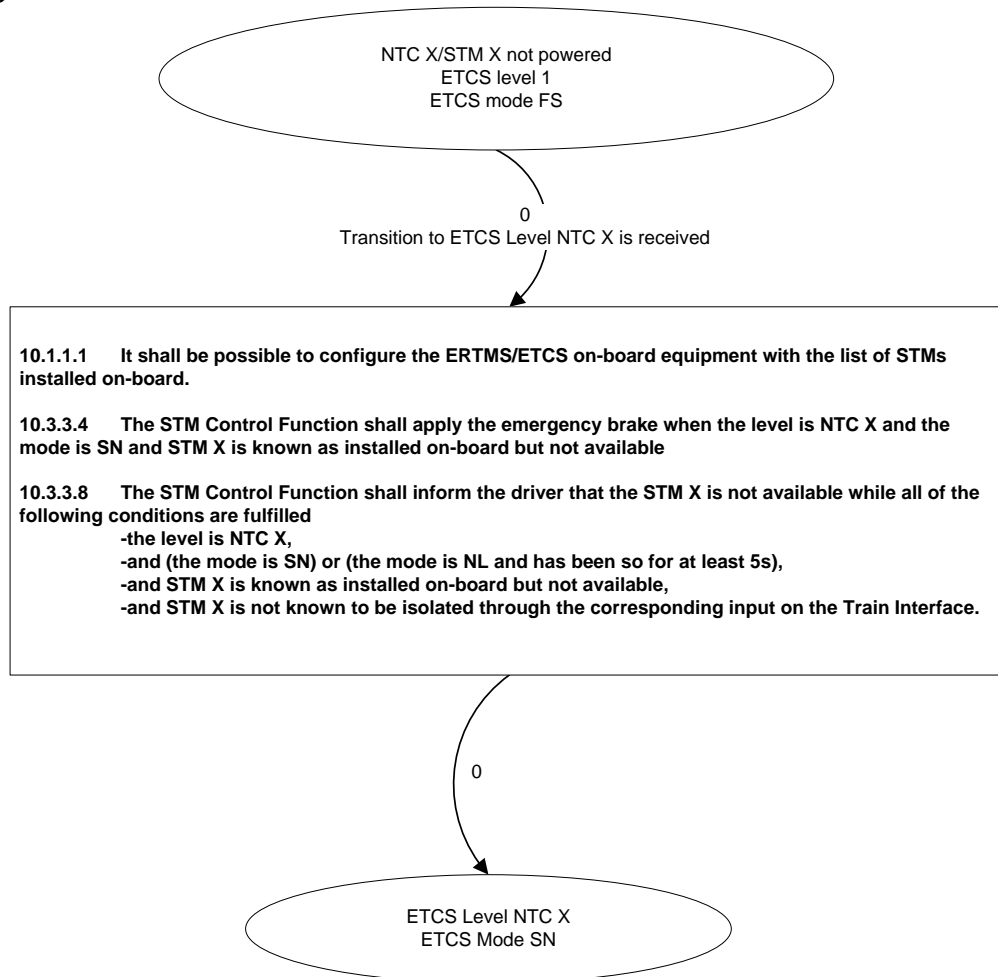 NTC X/STM X not powered
ETCS level 1
ETCS mode FS
0
Transition to ETCS Level NTC X is received
10.1.1.1 It shall be possible to configure the ERTMS/ETCS on-board equipment with the list of STMs
installed on-board.
10.3.3.4 The STM Control Function shall apply the emergency brake when the level is NTC X and the
mode is SN and STM X is known as installed on-board but not available
10.3.3.8 The STM Control Function shall inform the driver that the STM X is not available while all of the
following conditions are fulfilled
-the level is NTC X,
-and (the mode is SN) or (the mode is NL and has been so for at least 5s),
-and STM X is known as installed on-board but not available,
-and STM X is not known to be isolated through the corresponding input on the Train Interface.
0
ETCS Level NTC X
ETCS Mode SN